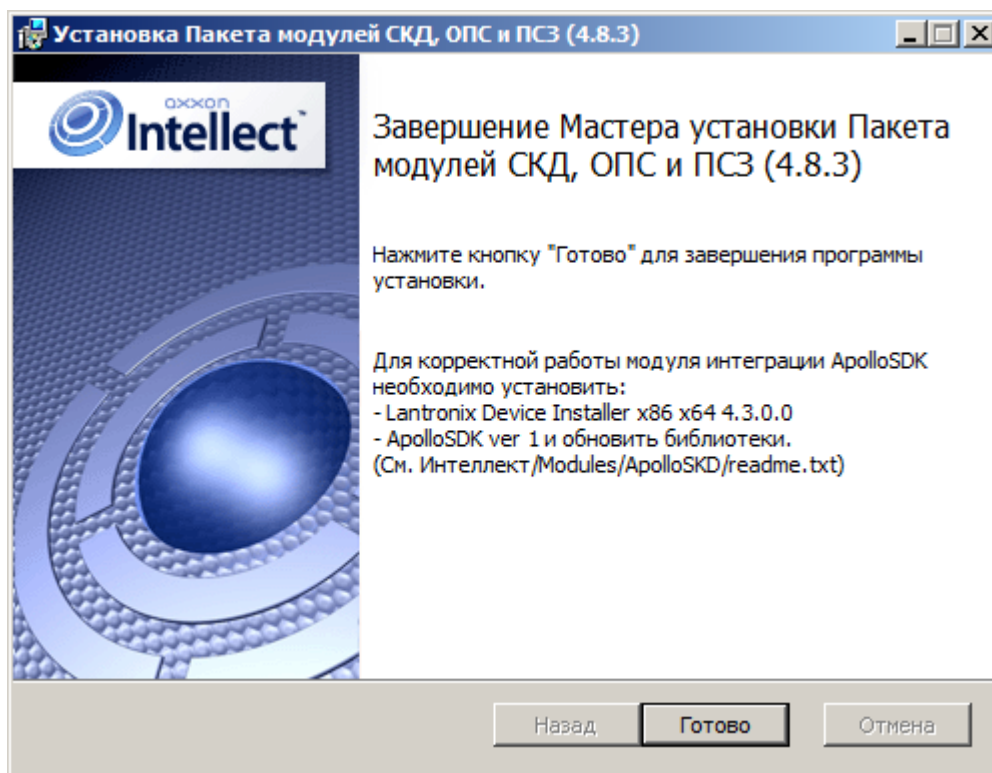 Установка Пакета модулей СКД, ОПС и ПСЗ (4.8.3)
axxon
Intellect™
Завершение Мастера установки Пакета
модулей СКД, ОПС и ПСЗ (4.8.3)
Нажмите кнопку "Готово" для завершения программы
установки.
Для корректной работы модуля интеграции ApolloSDK
необходимо установить:
- Lantronix Device Installer x86 x64 4.3.0.0
- ApolloSDK ver 1 и обновить библиотеки.
(См. Интеллект/Modules/ApolloSKD/readme.txt)
Назад
Готово
Отмена